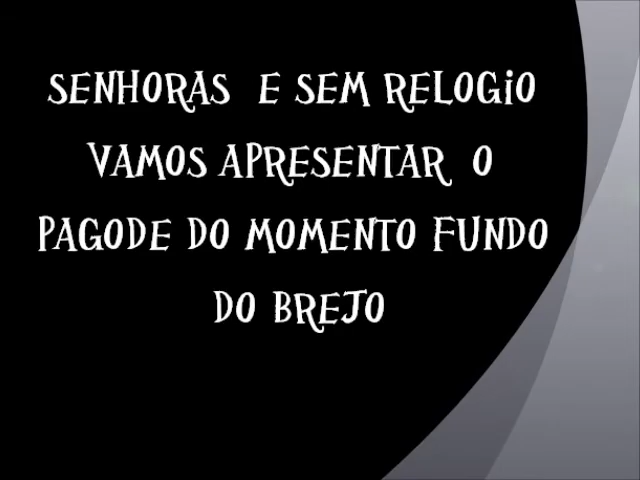 SENHORAS E SEM RELOGIO
VAMOS APRESENTAR O
PAGODE DO MOMENTO FUNDO
DO BREJO